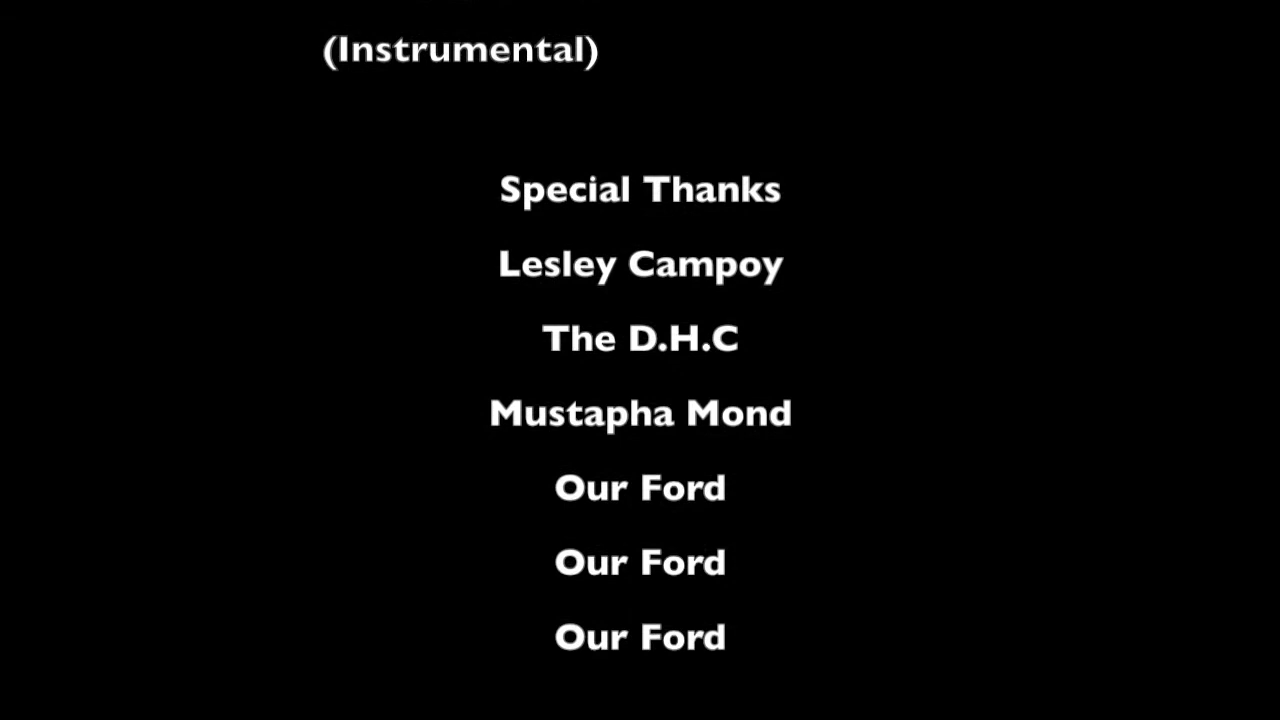 (Instrumental)
Special Thanks
Lesley Campoy
The D.H.C
Mustapha Mond
Our Ford
Our Ford
Our Ford